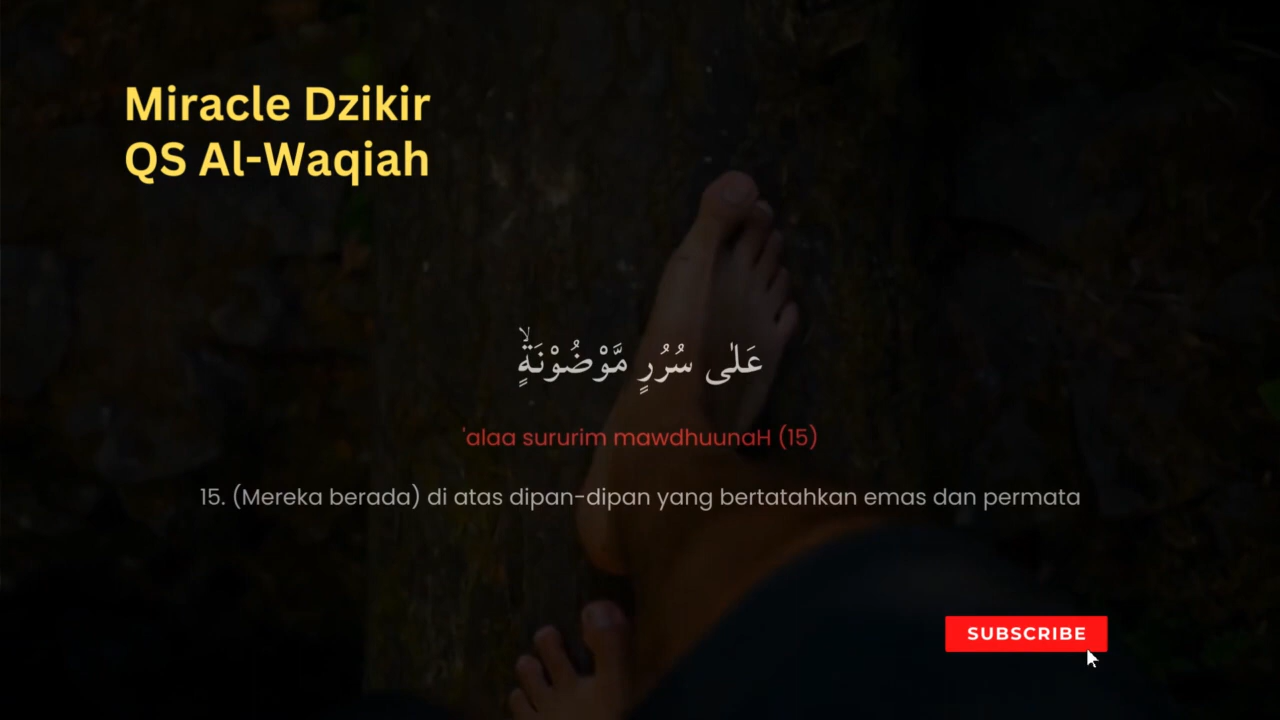 Miracle Dzikir
QS Al-Waqiah
عَلٰى سُرُرٍ مَّوْضُوْنَةٍۙ
'alaa sururim mawdhuunaH (15)
15. (Mereka berada) di atas dipan-dipan yang bertatahkan emas dan permata
SUBSCRIBE